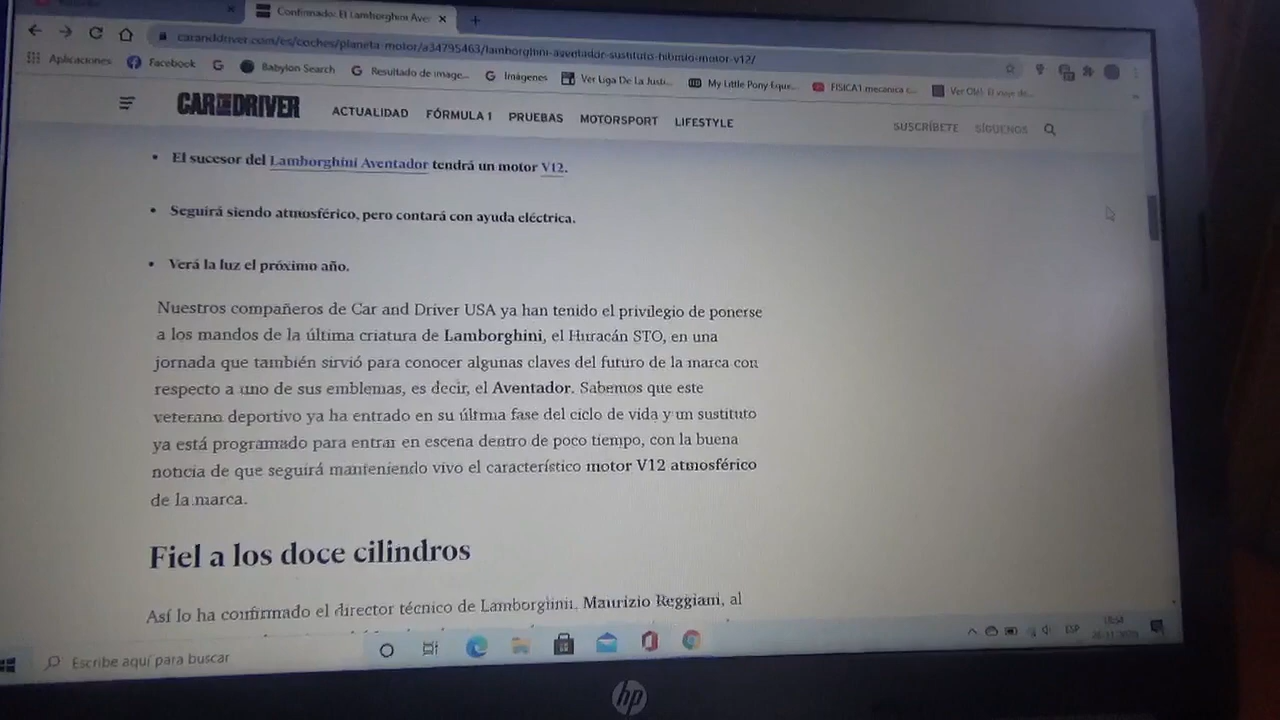 Confirmado: El Lamborghini Aver
caranddriver.com/es/coches/planeta-motor/a34795463/lamborghini-aventador-sustituto-hibrido-motor-v12/
Aplicaciones Facebook Babylon Search Resultado de image... Imágenes Ver Liga De La Justi... My Little Pony Eque... FISICA1 mecanica c...
CAR DRIVER ACTUALIDAD FÓRMULA 1 PRUEBAS MOTORSPORT LIFESTYLE SUSCRÍBETE SÍGUENOS
• El sucesor del Lamborghini Aventador tendrá un motor V12.
• Seguirá siendo atmosférico, pero contará con ayuda eléctrica.
• Verá la luz el próximo año.
Nuestros compañeros de Car and Driver USA ya han tenido el privilegio de ponerse
a los mandos de la última criatura de Lamborghini, el Huracán STO, en una
jornada que también sirvió para conocer algunas claves del futuro de la marca con
respecto a uno de sus emblemas, es decir, el Aventador. Sabemos que este
veterano deportivo ya ha entrado en su última fase del ciclo de vida y un sustituto
ya está programado para entrar en escena dentro de poco tiempo, con la buena
noticia de que seguirá manteniendo vivo el característico motor V12 atmosférico
de la marca.
Fiel a los doce cilindros
Así lo ha confirmado el director técnico de Lamborghini, Maurizio Reggiani, al
Escribe aquí para buscar
ESP
hp